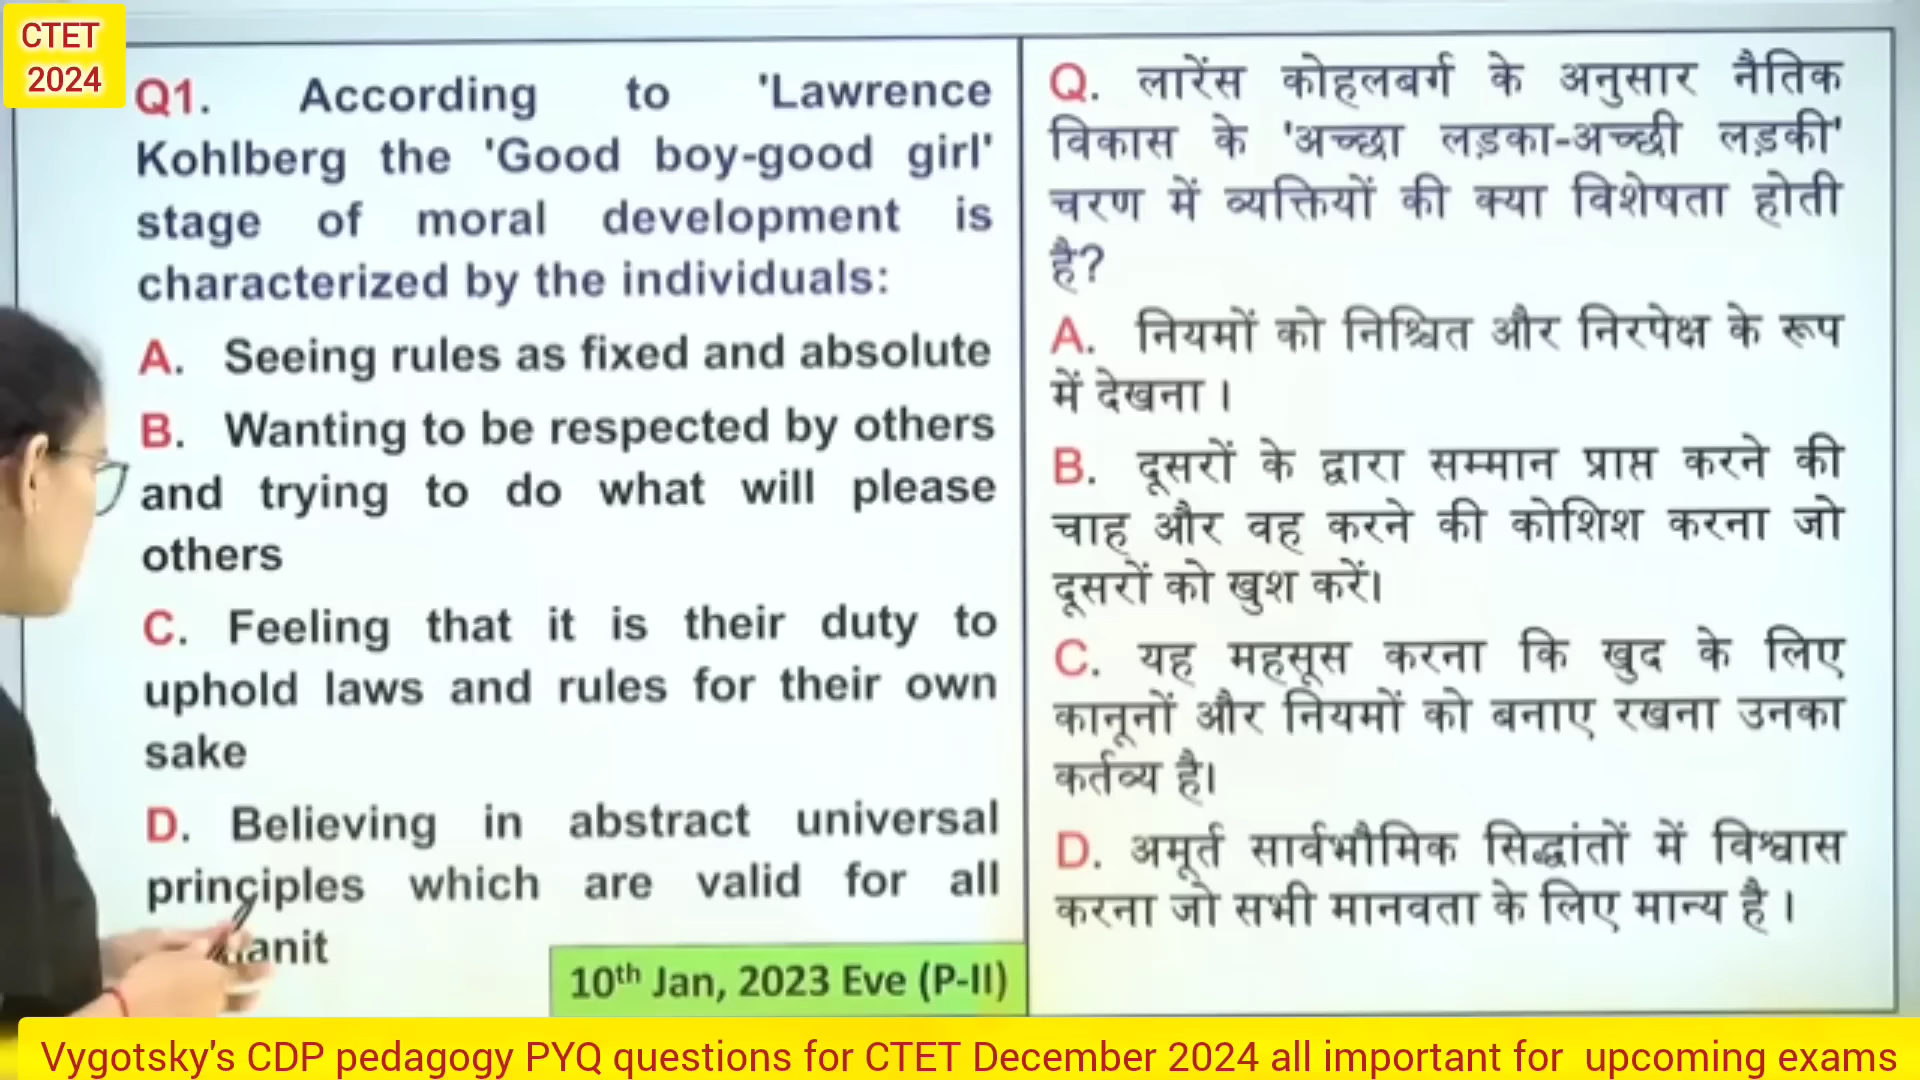 CTET
2024
Q1. According to 'Lawrence
Kohlberg the 'Good boy-good girl'
stage of moral development is
characterized by the individuals:
A. Seeing rules as fixed and absolute
B. Wanting to be respected by others
and trying to do what will please
others
C. Feeling that it is their duty to
uphold laws and rules for their own
sake
D. Believing in abstract universal
principles which are valid for all
anit
10th Jan, 2023 Eve (P-II)
Q. लारेंस कोहलबर्ग के अनुसार नैतिक
विकास के 'अच्छा लड़का-अच्छी लड़की'
चरण में व्यक्तियों की क्या विशेषता होती
है?
A. नियमों को निश्चित और निरपेक्ष के रूप
में देखना।
B. दूसरों के द्वारा सम्मान प्राप्त करने की
चाह और वह करने की कोशिश करना जो
दूसरों को खुश करें।
C. यह महसूस करना कि खुद के लिए
कानूनों और नियमों को बनाए रखना उनका
कर्तव्य है।
D. अमूर्त सार्वभौमिक सिद्धांतों में विश्वास
करना जो सभी मानवता के लिए मान्य है।
Vygotsky's CDP pedagogy PYQ questions for CTET December 2024 all important for upcoming exams